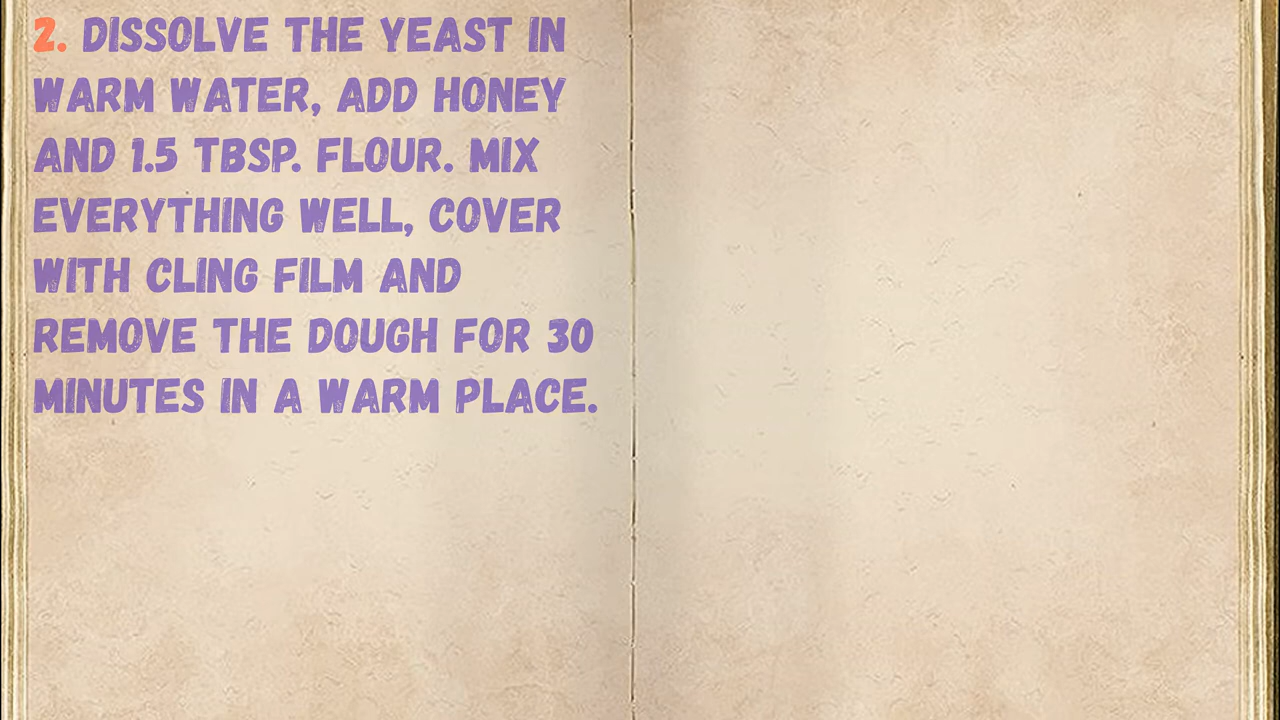 2. DISSOLVE THE YEAST IN
WARM WATER, ADD HONEY
AND 1.5 TBSP. FLOUR. MIX
EVERYTHING WELL, COVER
WITH CLING FILM AND
REMOVE THE DOUGH FOR 30
MINUTES IN A WARM PLACE.